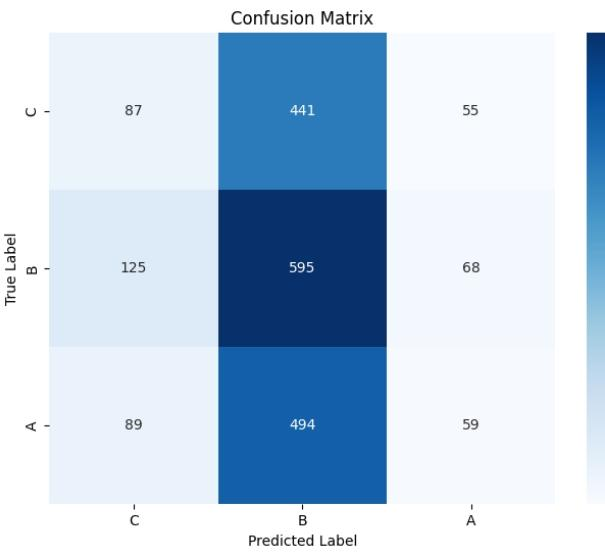 Confusion Matrix
C 87 441 55
B 125 595 68
A 89 494 59
C B A
True Label
Predicted Label